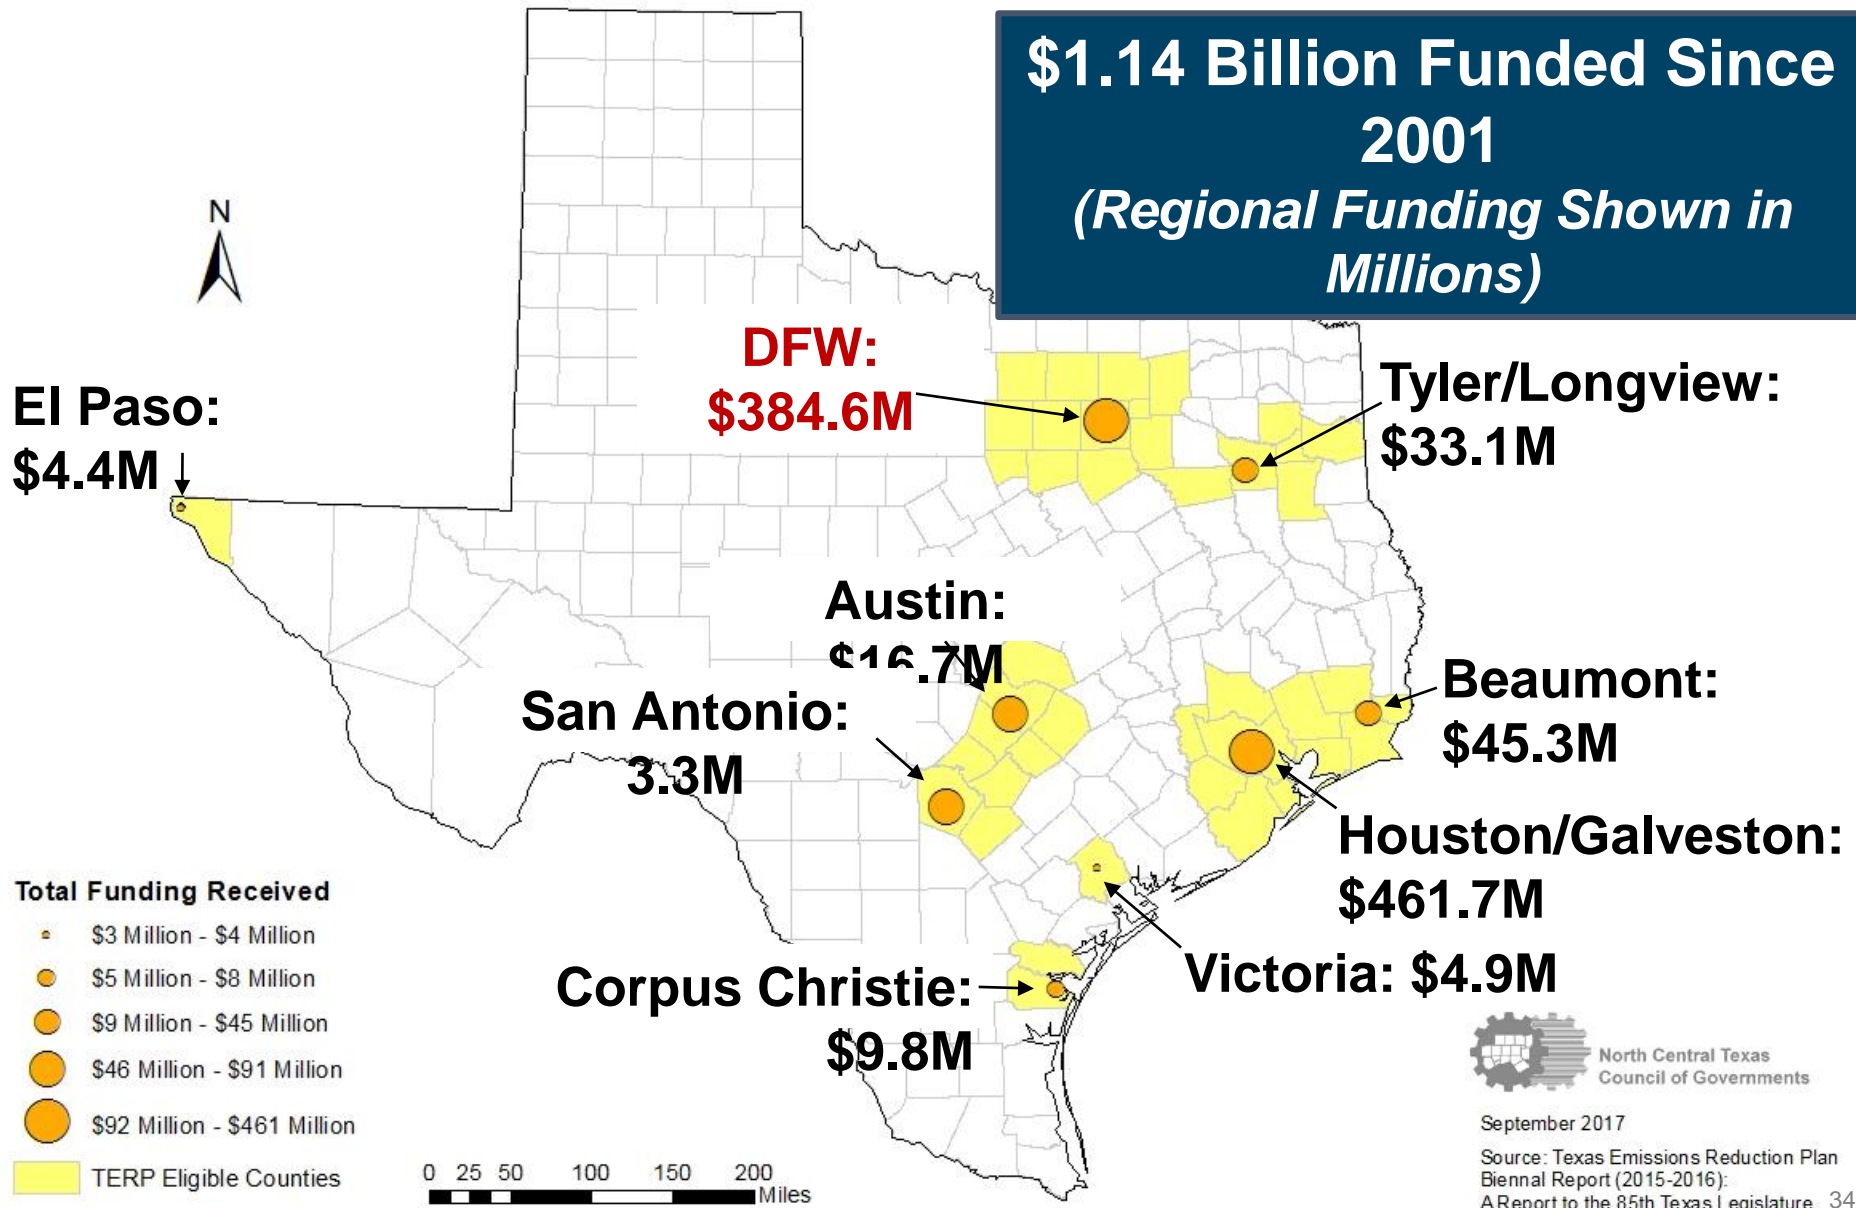 $1.14 Billion Funded Since
2001
(Regional Funding Shown in
Millions)
N
DFW:
$384.6M
El Paso:
$4.4M
Tyler/Longview:
$33.1M
Austin:
$16.7M
San Antonio:
3.3M
Beaumont:
$45.3M
Houston/Galveston:
$461.7M
Victoria: $4.9M
Corpus Christie:
$9.8M
Total Funding Received
$3 Million - $4 Million
$5 Million - $8 Million
$9 Million - $45 Million
$46 Million - $91 Million
$92 Million - $461 Million
TERP Eligible Counties
0 25 50 100 150 200
Miles
North Central Texas
Council of Governments
September 2017
Source: Texas Emissions Reduction Plan
Biennal Report (2015-2016):
A Report to the 85th Texas Legislature.
34